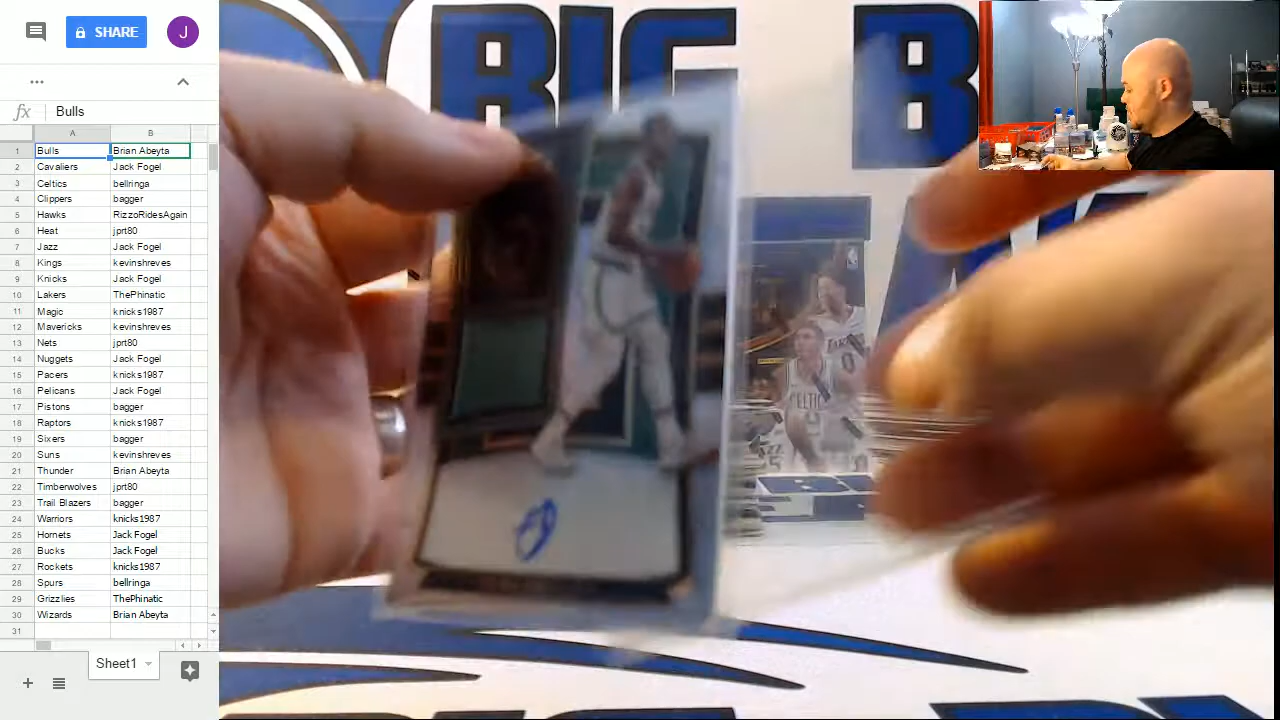 SHARE
J
...
fx Bulls
A B
1 Bulls Brian Abeyta
2 Cavaliers Jack Fogel
3 Celtics bellringa
4 Clippers bagger
5 Hawks RizzoRidesAgain
6 Heat jprt80
7 Jazz Jack Fogel
8 Kings kevinshreves
9 Knicks Jack Fogel
10 Lakers ThePhinatic
11 Magic knicks1987
12 Mavericks kevinshreves
13 Nets jprt80
14 Nuggets Jack Fogel
15 Pacers knicks1987
16 Pelicans Jack Fogel
17 Pistons bagger
18 Raptors knicks1987
19 Sixers bagger
20 Suns kevinshreves
21 Thunder Brian Abeyta
22 Timberwolves jprt80
23 Trail Blazers bagger
24 Warriors knicks1987
25 Hornets Jack Fogel
26 Bucks Jack Fogel
27 Rockets knicks1987
28 Spurs bellringa
29 Grizzlies ThePhinatic
30 Wizards Brian Abeyta
31
Sheet1
BIG B
CELTIC
0